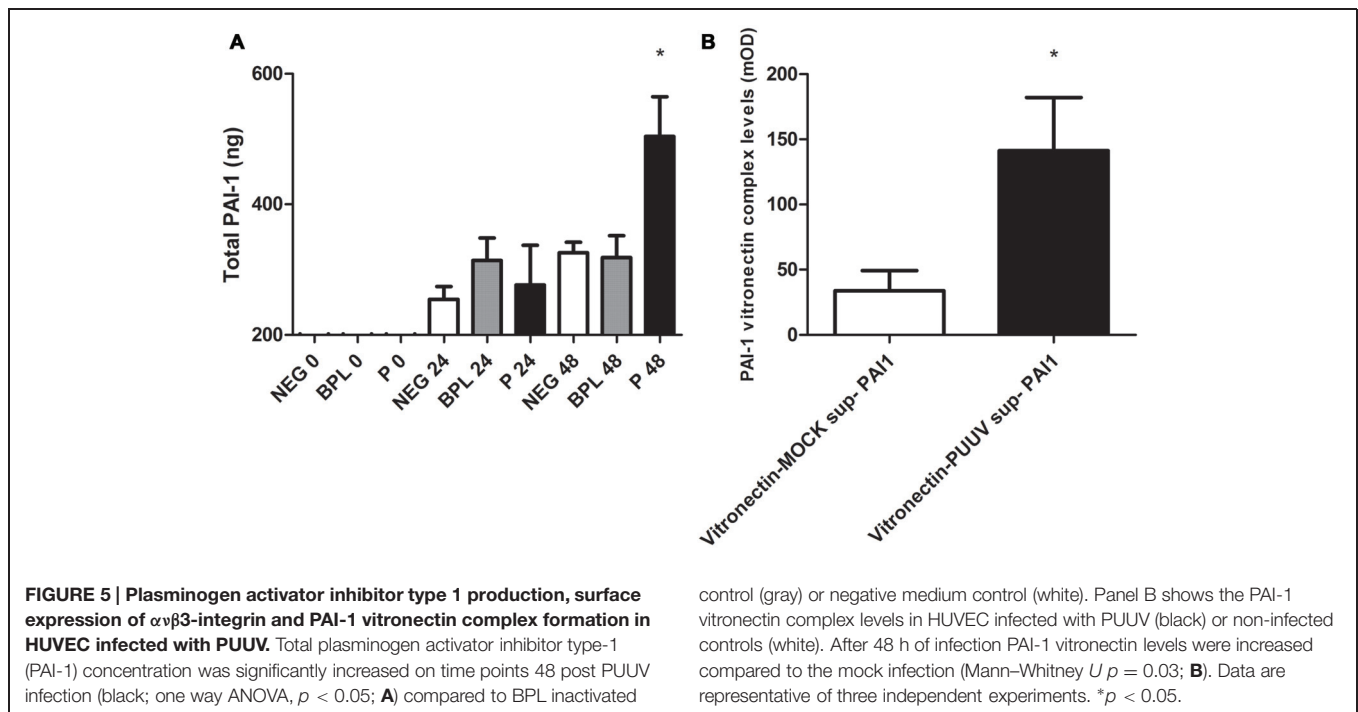 A
*
600
400
200
Total PAI-1 (ng)
NEG 0
BPL 0
P 0
NEG 24
BPL 24
P 24
NEG 48
BPL 48
P 48
B
*
200
150
100
50
0
PAI-1 vitronectin complex levels (mOD)
Vitronectin-MOCK sup- PAI1
Vitronectin-PUUV sup- PAI1
FIGURE 5 | Plasminogen activator inhibitor type 1 production, surface
expression of ανβ3-integrin and PAI-1 vitronectin complex formation in
HUVEC infected with PUUV. Total plasminogen activator inhibitor type-1
(PAI-1) concentration was significantly increased on time points 48 post PUUV
infection (black; one way ANOVA, p < 0.05; A) compared to BPL inactivated
control (gray) or negative medium control (white). Panel B shows the PAI-1
vitronectin complex levels in HUVEC infected with PUUV (black) or non-infected
controls (white). After 48 h of infection PAI-1 vitronectin levels were increased
compared to the mock infection (Mann–Whitney U p = 0.03; B). Data are
representative of three independent experiments. *p < 0.05.